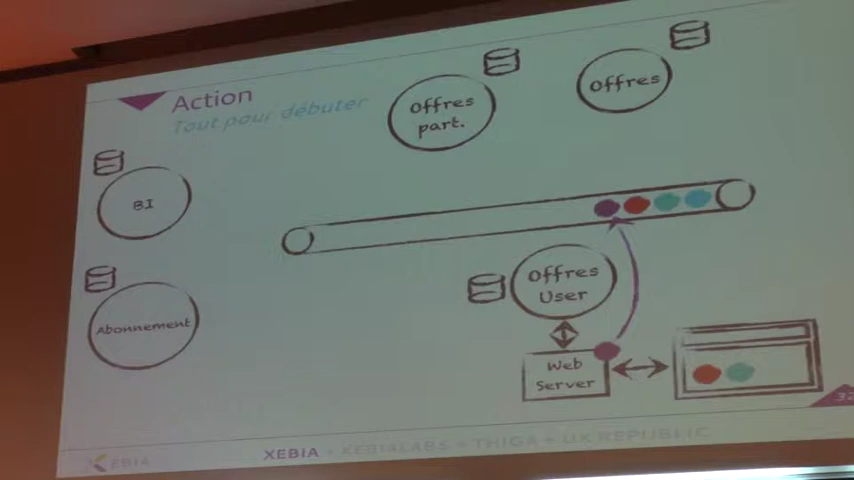 Action
Tout pour débuter
Offres
part.
Offres
BI
Abonnement
Offres
User
Web
Server
32
XEBIA
XEBIA + XEBIALABS + THIGA + UX REPUBLIC